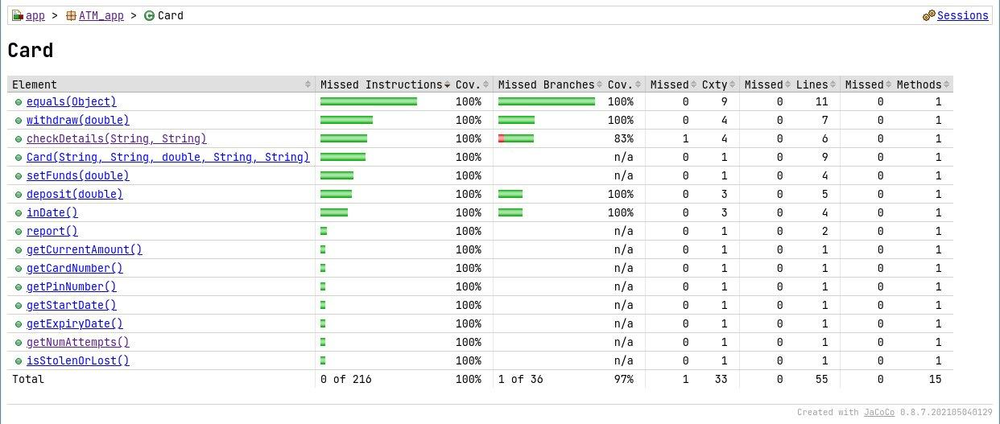 app > ATM_app > Card Sessions
Card
Element Missed Instructions Cov. Missed Branches Cov. Missed Cxty Missed Lines Missed Methods
equals(Object) 100% 100% 0 9 0 11 0 1
withdraw(double) 100% 100% 0 4 0 7 0 1
checkDetails(String, String) 100% 83% 1 4 0 6 0 1
Card(String, String, double, String, String) 100% n/a 0 1 0 9 0 1
setFunds(double) 100% n/a 0 1 0 4 0 1
deposit(double) 100% 100% 0 3 0 5 0 1
inDate() 100% 100% 0 3 0 4 0 1
report() 100% n/a 0 1 0 2 0 1
getCurrentAmount() 100% n/a 0 1 0 1 0 1
getCardNumber() 100% n/a 0 1 0 1 0 1
getPinNumber() 100% n/a 0 1 0 1 0 1
getStartDate() 100% n/a 0 1 0 1 0 1
getExpiryDate() 100% n/a 0 1 0 1 0 1
getNumAttempts() 100% n/a 0 1 0 1 0 1
isStolenOrLost() 100% n/a 0 1 0 1 0 1
Total 0 of 216 100% 1 of 36 97% 1 33 0 55 0 15
Created with JaCoCo 0.8.7.202105040129